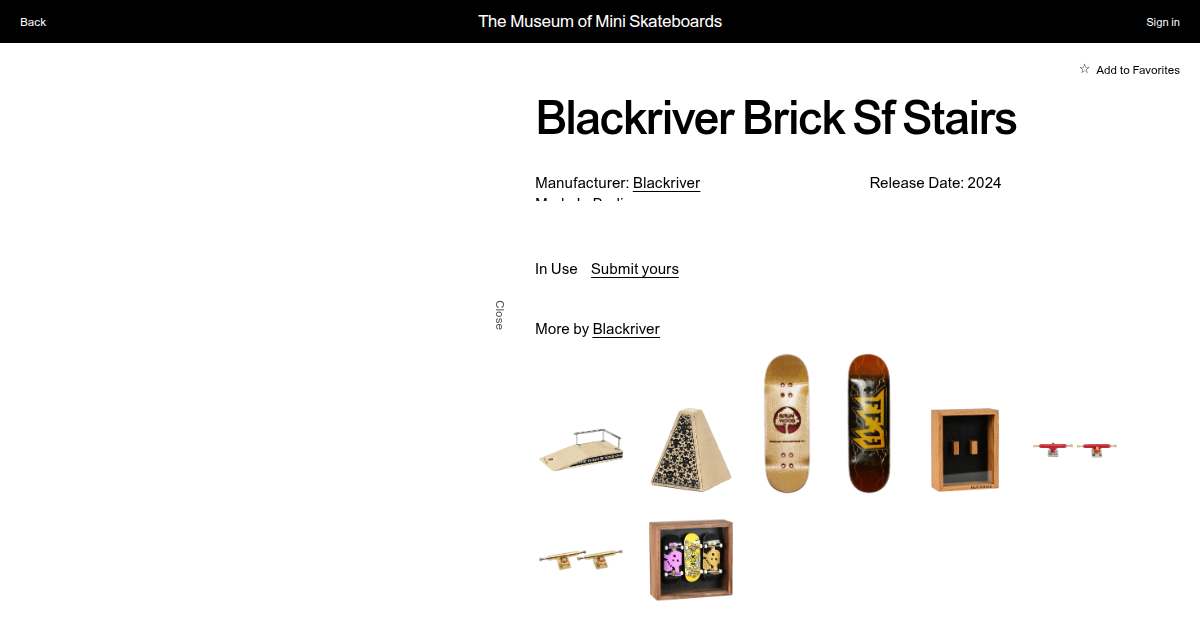 Back
The Museum of Mini Skateboards
Sign in
☆ Add to Favorites
Blackriver Brick Sf Stairs
Manufacturer: Blackriver
Release Date: 2024
In Use Submit yours
Close
More by Blackriver